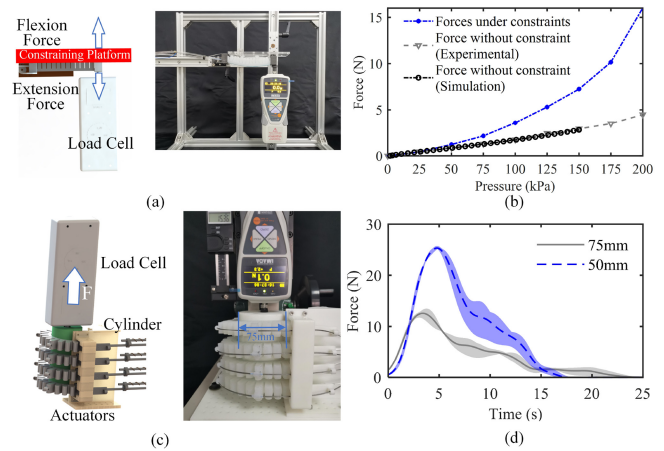 Flexion
Force
Constraining Platform
Extension
Force
Load Cell
(a)
15
10
5
0
Force (N)
Forces under constraints
Force without constraint
(Experimental)
Force without constraint
(Simulation)
0 25 50 75 100 125 150 175 200
Pressure (kPa)
(b)
Load Cell
F
Cylinder
Actuators
0.1
75mm
(c)
30
20
10
0
Force (N)
75mm
50mm
0 5 10 15 20 25
Time (s)
(d)